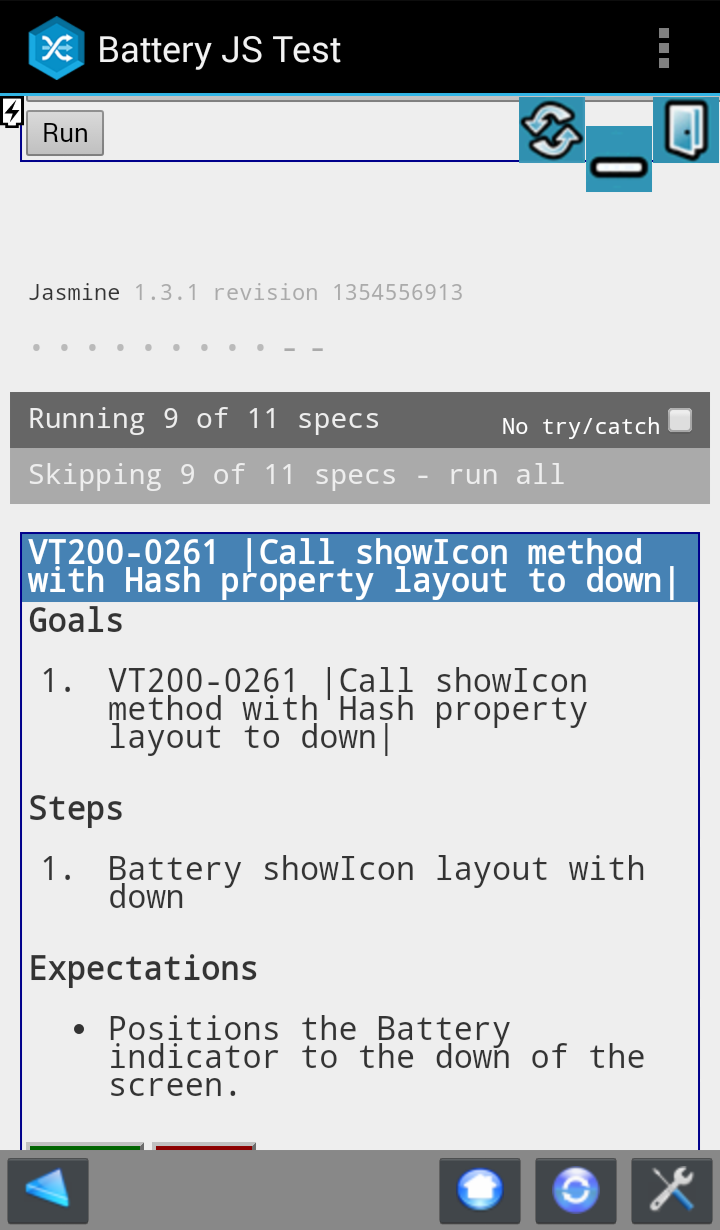 Battery JS Test
Run
Jasmine 1.3.1 revision 1354556913
• • • • • • • • • - -
Running 9 of 11 specs
No try/catch
Skipping 9 of 11 specs - run all
VT200-0261 |Call showIcon method
with Hash property layout to down|
Goals
1. VT200-0261 |Call showIcon
method with Hash property
layout to down|
Steps
1. Battery showIcon layout with
down
Expectations
• Positions the Battery
indicator to the down of the
screen.